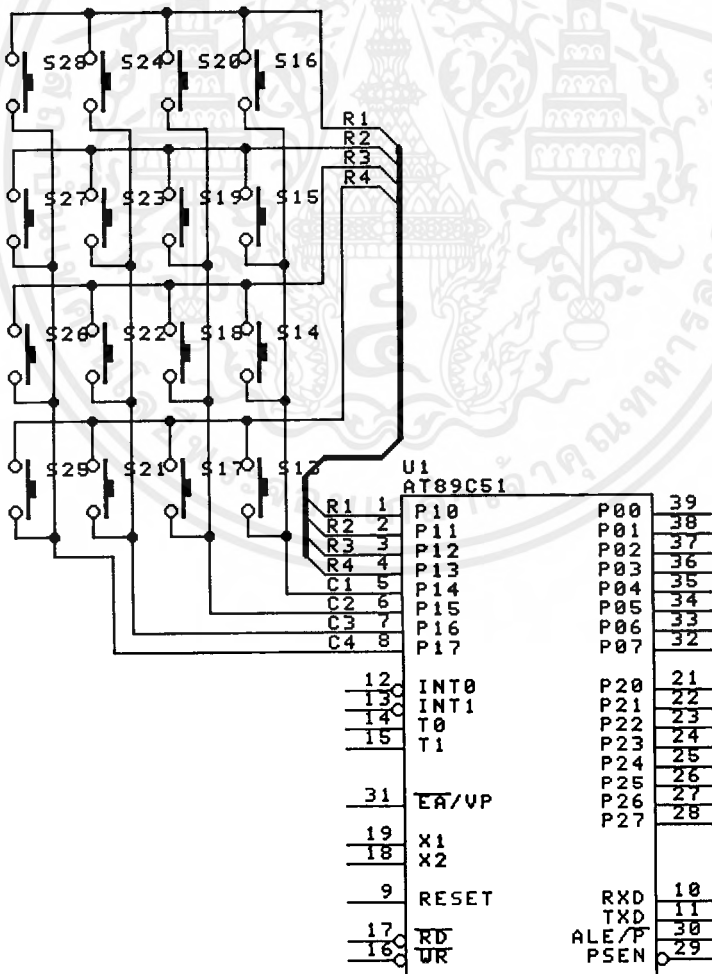 S28 S24 S20 S16
R1
R2
R3
R4
S27 S23 S19 S15
S26 S22 S18 S14
S25 S21 S17 S13
U1
AT89C51
R1 1 P10 P00 39
R2 2 P11 P01 38
R3 3 P12 P02 37
R4 4 P13 P03 36
C1 5 P14 P04 35
C2 6 P15 P05 34
C3 7 P16 P06 33
C4 8 P17 P07 32
12 INT0 P20 21
13 INT1 P21 22
14 T0 P22 23
15 T1 P23 24
P24 25
P25 26
31 EA/VP P26 27
P27 28
19 X1
18 X2
9 RESET RXD 10
TXD 11
17 RD ALE/P 30
16 WR PSEN 29